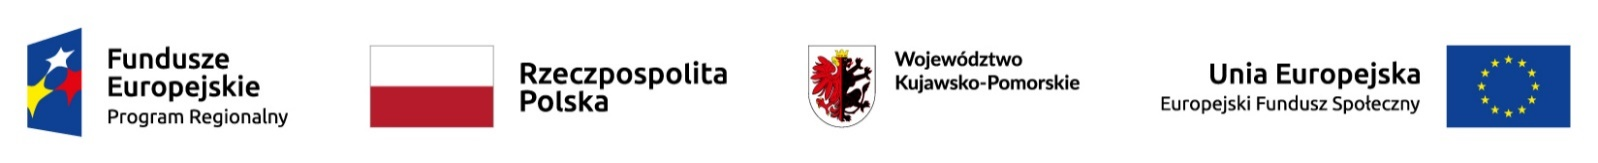 Fundusze
Europejskie
Program Regionalny
Rzeczpospolita
Polska
Województwo
Kujawsko-Pomorskie
Unia Europejska
Europejski Fundusz Społeczny